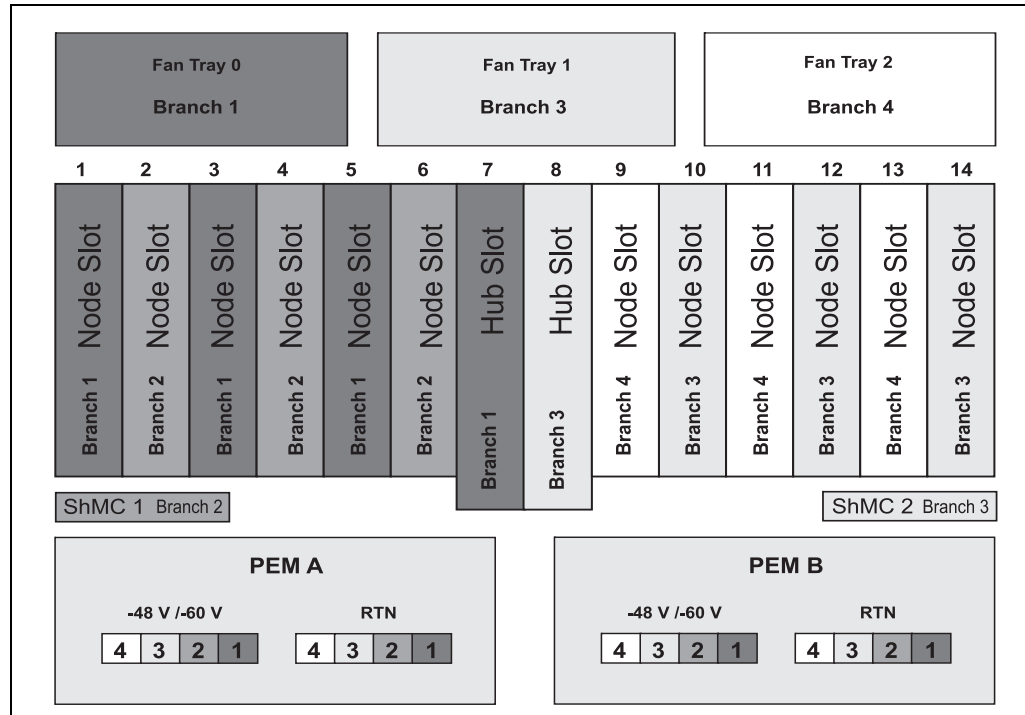 Fan Tray 0
Branch 1
Fan Tray 1
Branch 3
Fan Tray 2
Branch 4
1 2 3 4 5 6 7 8 9 10 11 12 13 14
Node Slot
Branch 1
Node Slot
Branch 2
Node Slot
Branch 1
Node Slot
Branch 2
Node Slot
Branch 1
Node Slot
Branch 2
Hub Slot
Branch 1
Hub Slot
Branch 3
Node Slot
Branch 4
Node Slot
Branch 3
Node Slot
Branch 4
Node Slot
Branch 3
Node Slot
Branch 4
Node Slot
Branch 3
ShMC 1 Branch 2
ShMC 2 Branch 3
PEM A
-48 V /-60 V
4 3 2 1
RTN
4 3 2 1
PEM B
-48 V /-60 V
4 3 2 1
RTN
4 3 2 1